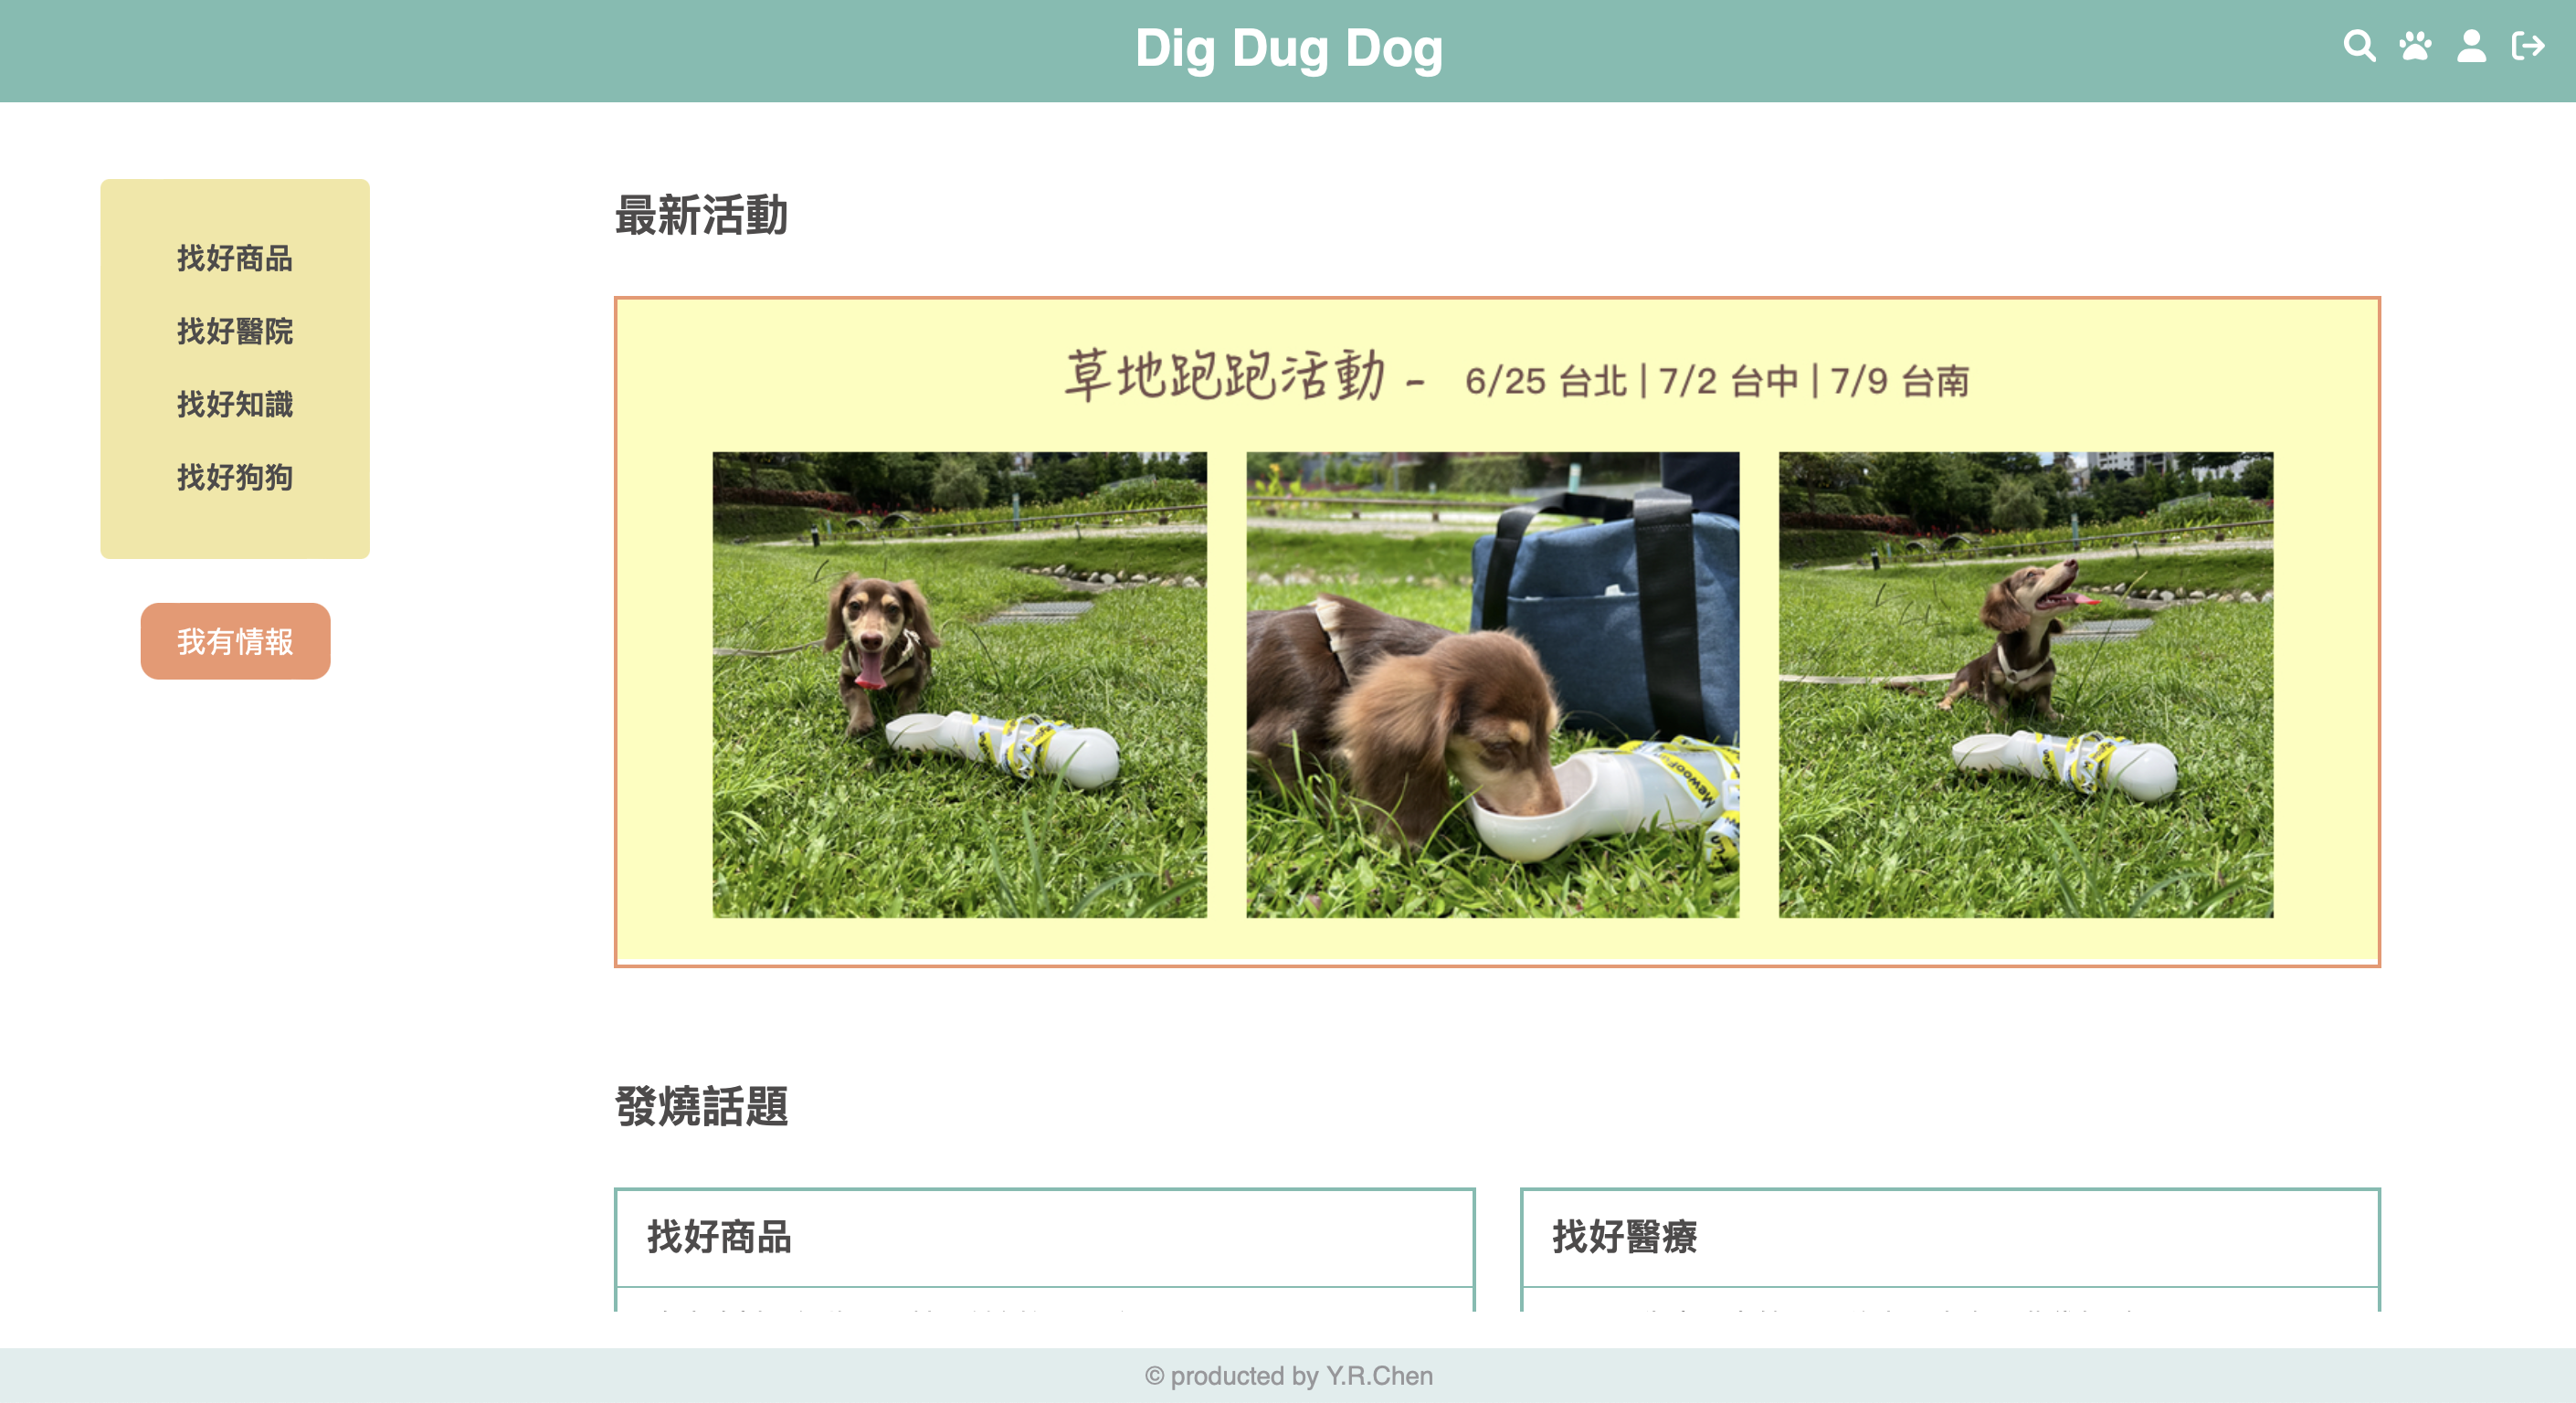 Dig Dug Dog
找好商品
找好醫院
找好知識
找好狗狗
我有情報
最新活動
草地跑跑活動 - 6/25 台北 | 7/2 台中 | 7/9 台南
發燒話題
找好商品
找好醫療
© producted by Y.R.Chen